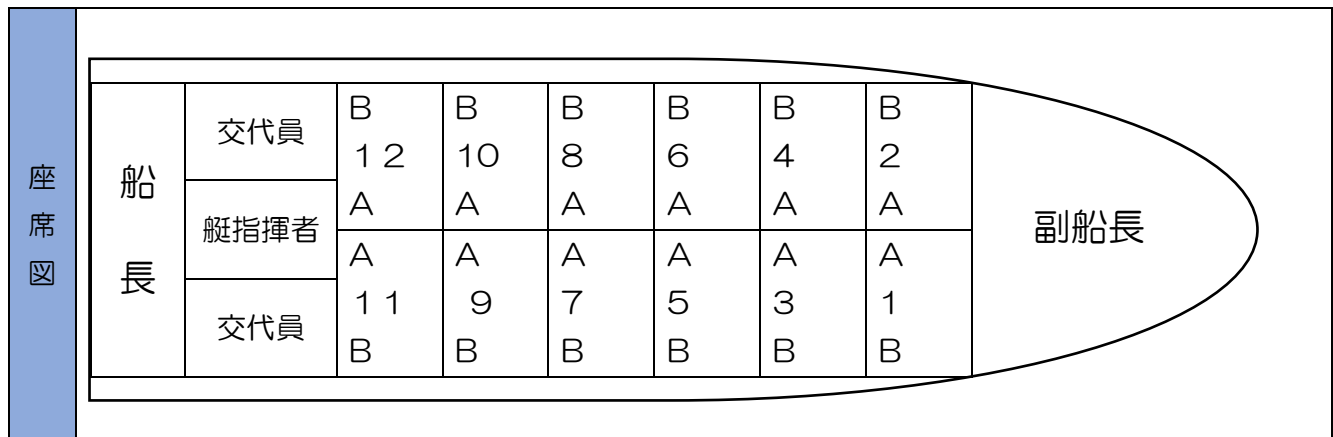 座席図
船長
交代員
艇指揮者
交代員
B B B B B B
１２ 10 ８ ６ ４ ２
A A A A A A
A A A A A A
１１ ９ ７ ５ ３ １
B B B B B B
副船長